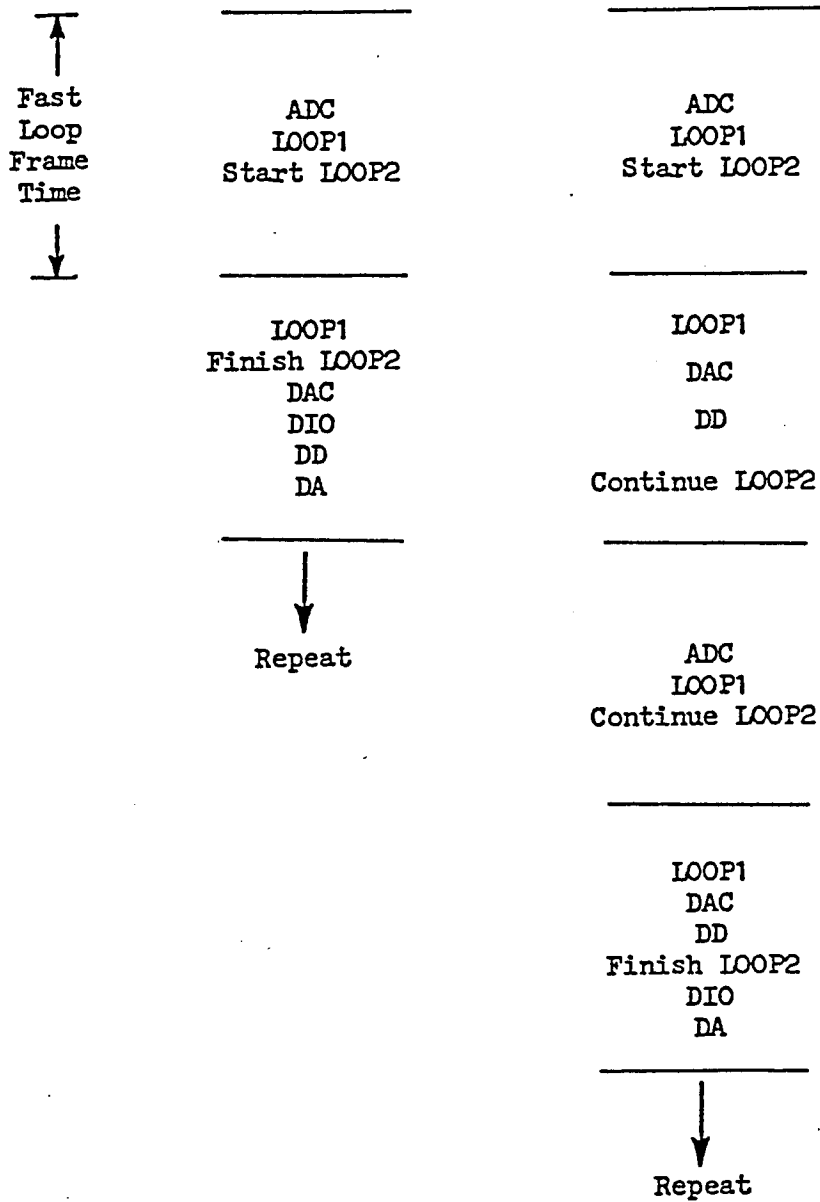 Fast
Loop
Frame
Time
ADC
LOOP1
Start LOOP2
LOOP1
Finish LOOP2
DAC
DIO
DD
DA
Repeat
ADC
LOOP1
Start LOOP2
LOOP1
DAC
DD
Continue LOOP2
ADC
LOOP1
Continue LOOP2
LOOP1
DAC
DD
Finish LOOP2
DIO
DA
Repeat